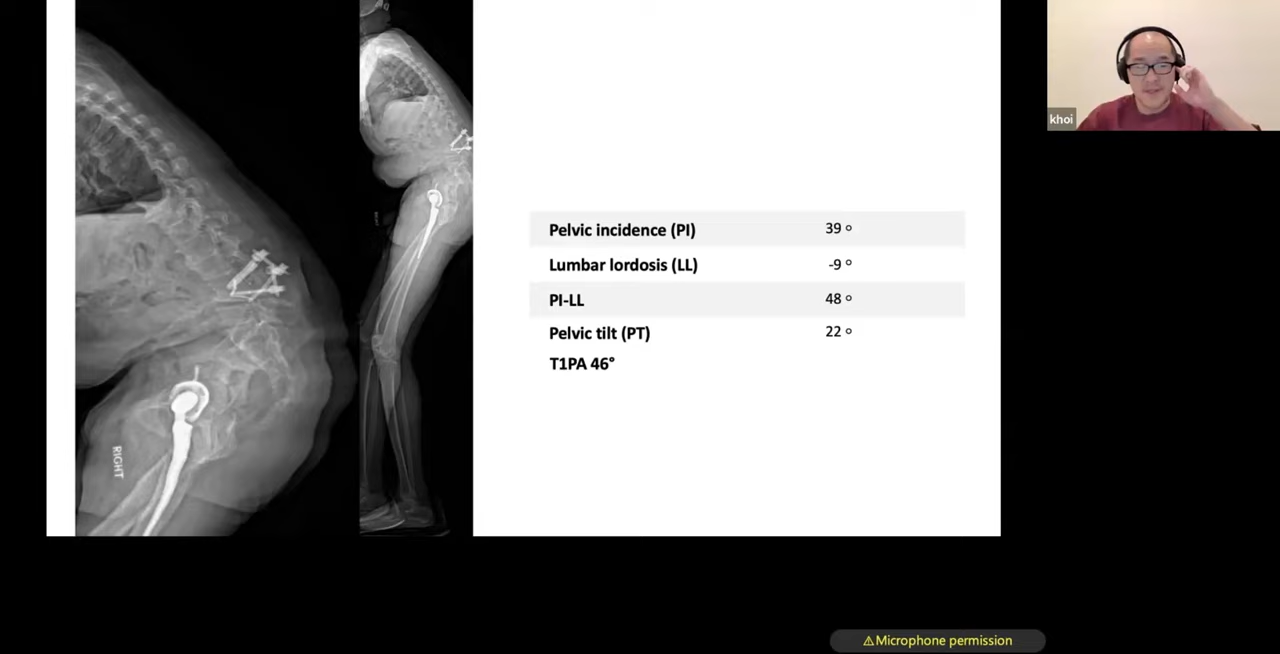 khoi
Pelvic incidence (PI) 39 o
Lumbar lordosis (LL) -9 o
PI-LL 48 o
Pelvic tilt (PT) 22 o
T1PA 46°
RIGHT
⚠Microphone permission